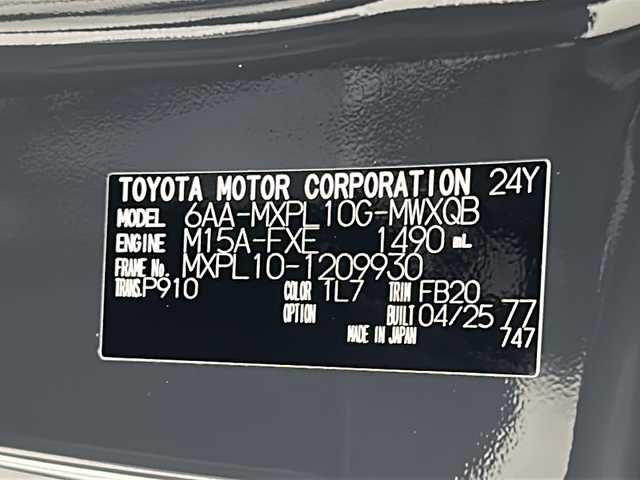 TOYOTA MOTOR CORPORATION 24Y
MODEL 6AA-MXPL10G-MWXQB
ENGINE M15A-FXE 1490 mL
FRAME No. MXPL10-1209930
TRANS. P910 COLOR 1L7 TRIM FB20
OPTION BUILT 04/25 77
MADE IN JAPAN 747